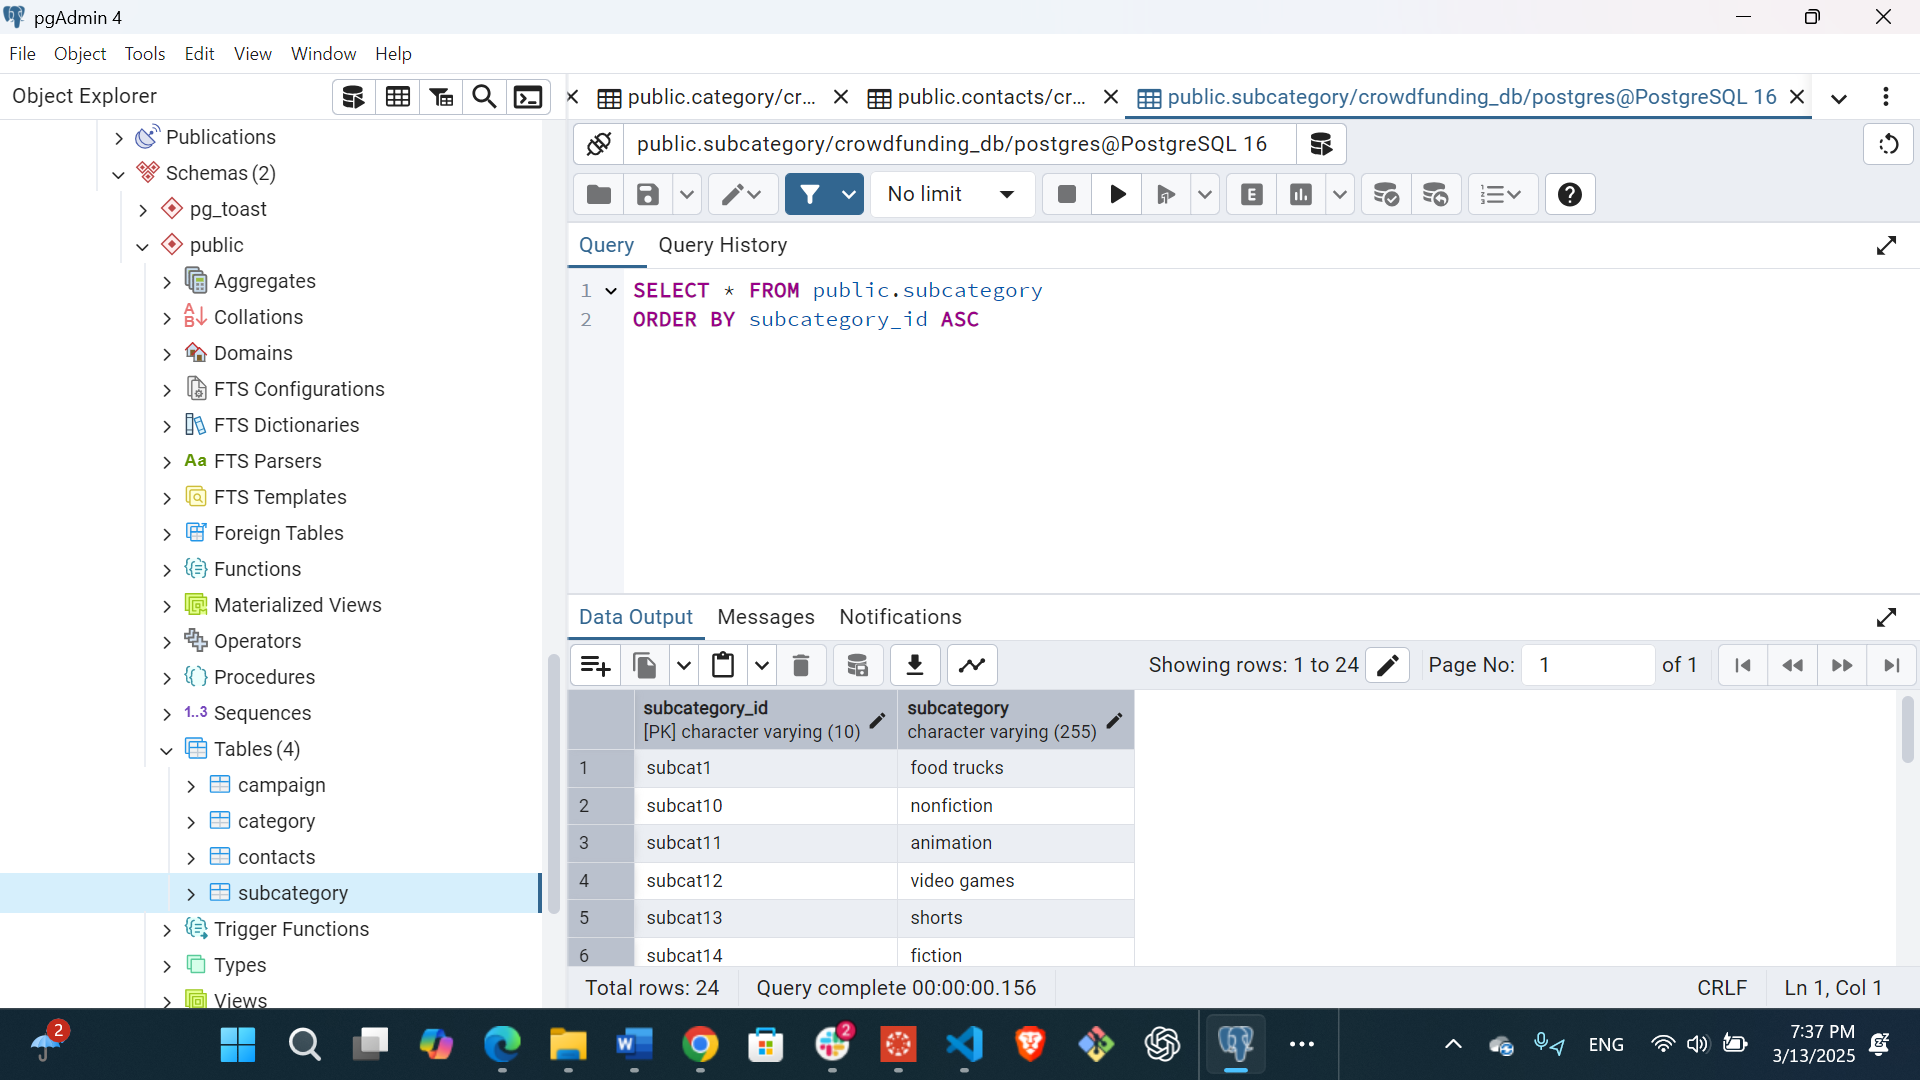 pgAdmin 4
File Object Tools Edit View Window Help
Object Explorer
public.category/cr...
public.contacts/cr...
public.subcategory/crowdfunding_db/postgres@PostgreSQL 16
public.subcategory/crowdfunding_db/postgres@PostgreSQL 16
No limit
E
Query Query History
1 SELECT * FROM public.subcategory
2 ORDER BY subcategory_id ASC
Publications
Schemas (2)
pg_toast
public
Aggregates
Collations
Domains
FTS Configurations
FTS Dictionaries
Aa FTS Parsers
FTS Templates
Foreign Tables
Functions
Materialized Views
Operators
Procedures
1..3 Sequences
Tables (4)
campaign
category
contacts
subcategory
Trigger Functions
Types
Views
Data Output Messages Notifications
Showing rows: 1 to 24 Page No: 1 of 1
subcategory_id subcategory
[PK] character varying (10) character varying (255)
1 subcat1 food trucks
2 subcat10 nonfiction
3 subcat11 animation
4 subcat12 video games
5 subcat13 shorts
6 subcat14 fiction
Total rows: 24 Query complete 00:00:00.156 CRLF Ln 1, Col 1
2
2
ENG
7:37 PM
3/13/2025